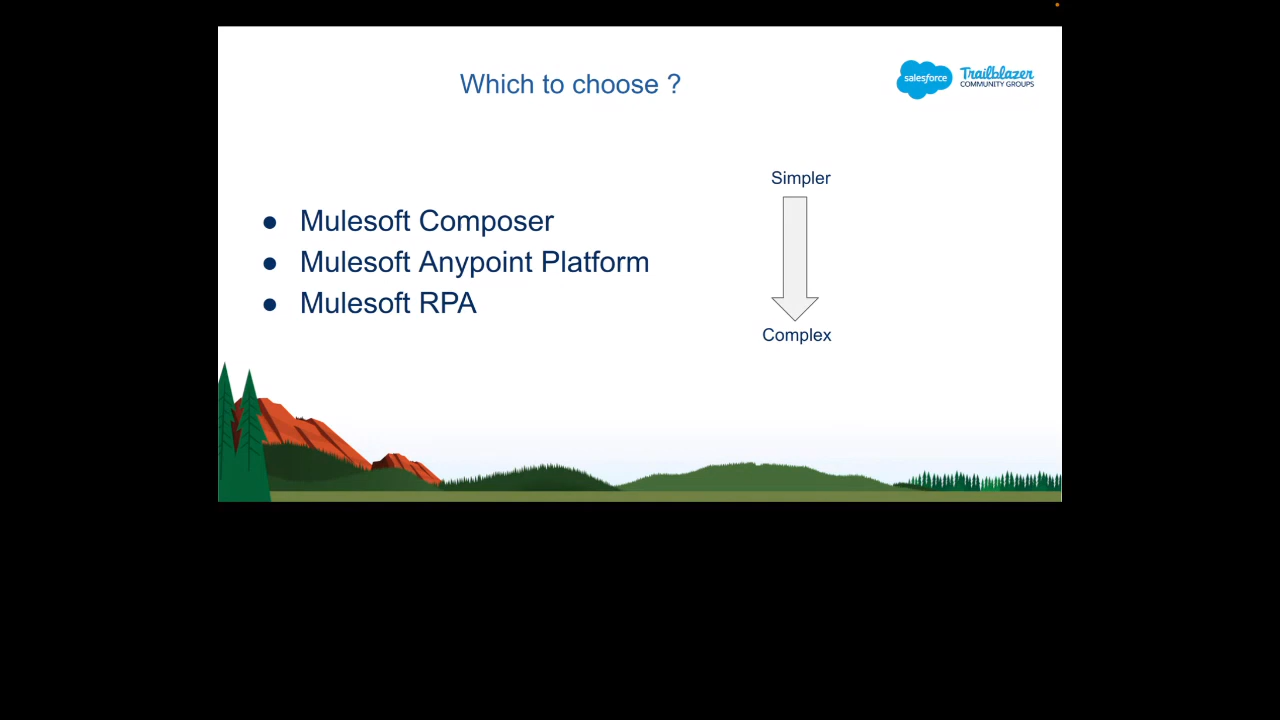 Which to choose ?
salesforce
Trailblazer
COMMUNITY GROUPS
Simpler
● Mulesoft Composer
● Mulesoft Anypoint Platform
● Mulesoft RPA
Complex